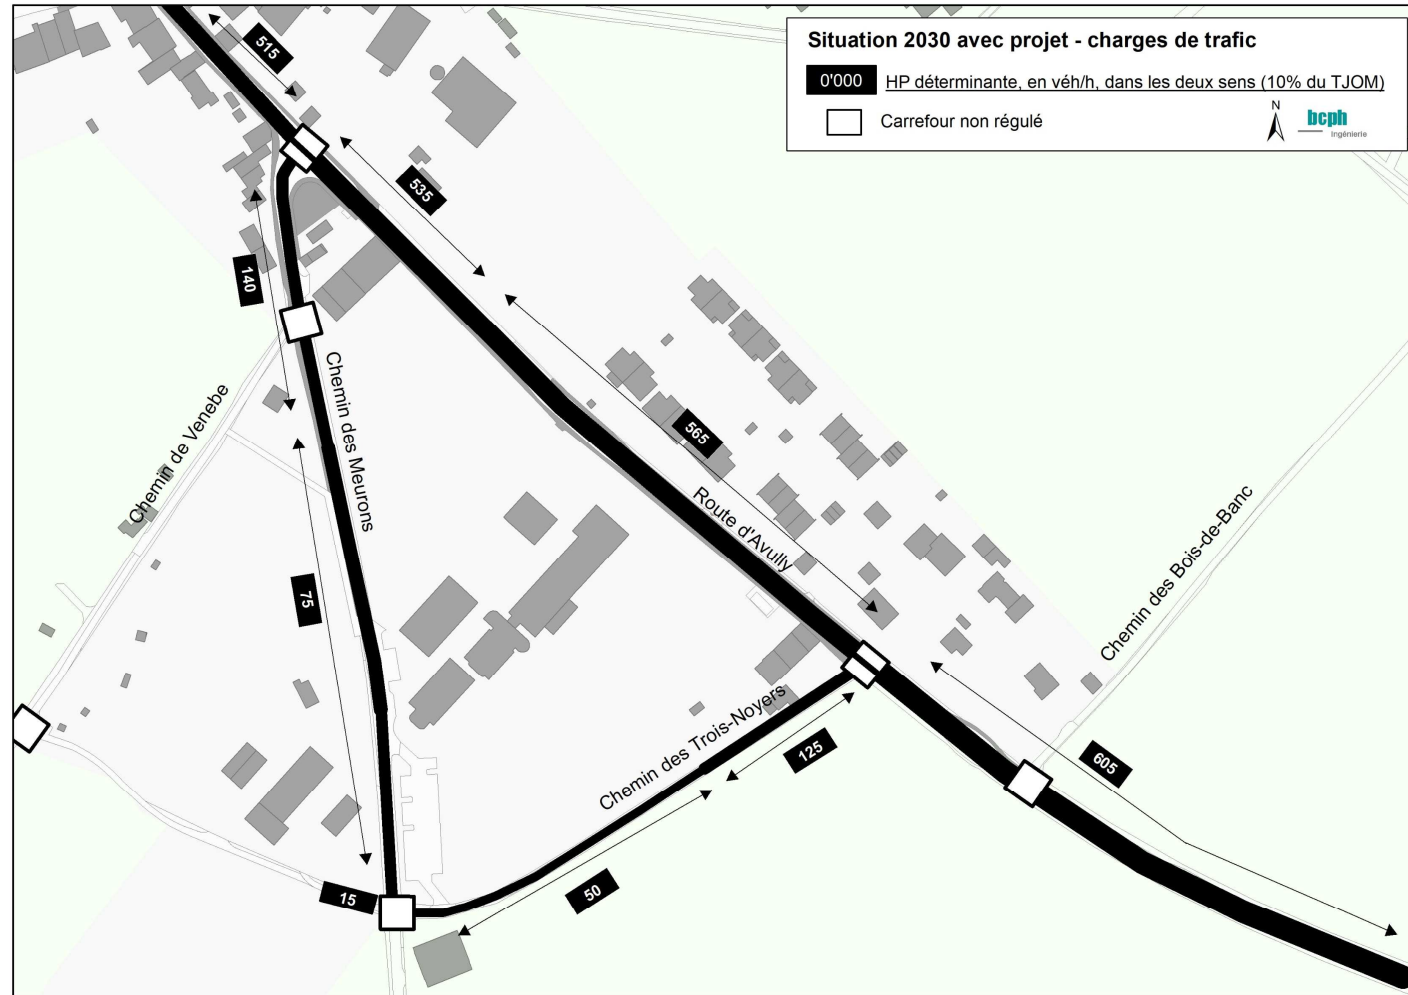 Situation 2030 avec projet - charges de trafic
0'000 HP déterminante, en véh/h, dans les deux sens (10% du TJOM)
Carrefour non régulé
N
bcph
Ingénierie
515
535
140
Chemin de Venebe
Chemin des Meurons
565
Route d'Avully
Chemin des Bois-de-Banc
75
Chemin des Trois-Noyers
125
605
50
15